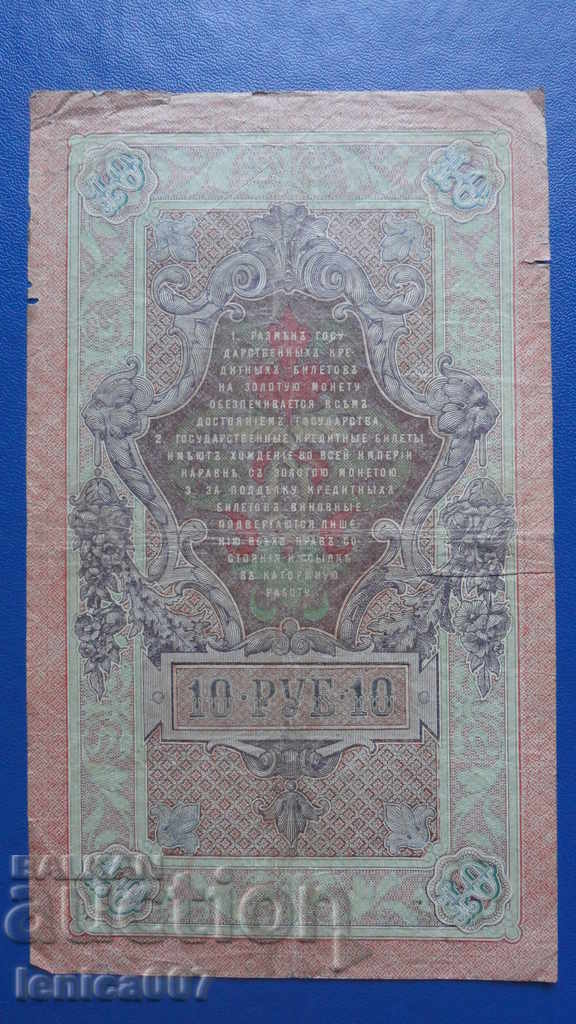 1. РАЗМѢНЪ ГОСУ
ДАРСТВЕННЫХЪ КРЕ-
ДИТНЫХЪ БИЛЕТОВЪ
НА ЗОЛОТУЮ МОНЕТУ
ОБЕЗПЕЧИВАЕТСЯ ВСѢМЪ
ДОСТОЯНІЕМЪ ГОСУДАРСТВА.
2. ГОСУДАРСТВЕННЫЕ КРЕДИТНЫЕ БИЛЕТЫ
ИМѢЮТЪ ХОЖДЕНІЕ ВО ВСЕЙ ИМПЕРІИ
НАРАВНѢ СЪ ЗОЛОТОЮ МОНЕТОЮ
3. ЗА ПОДДѢЛКУ КРЕДИТНЫХЪ
БИЛЕТОВЪ ВИНОВНЫЕ
ПОДВЕРГАЮТСЯ ЛИШЕ-
НІЮ ВСѢХЪ ПРАВЪ СО-
СТОЯНІЯ И ССЫЛКѢ
ВЪ КАТОРЖНУЮ
РАБОТУ.
10·РУБ·10
BALKAN
auction
lenica007